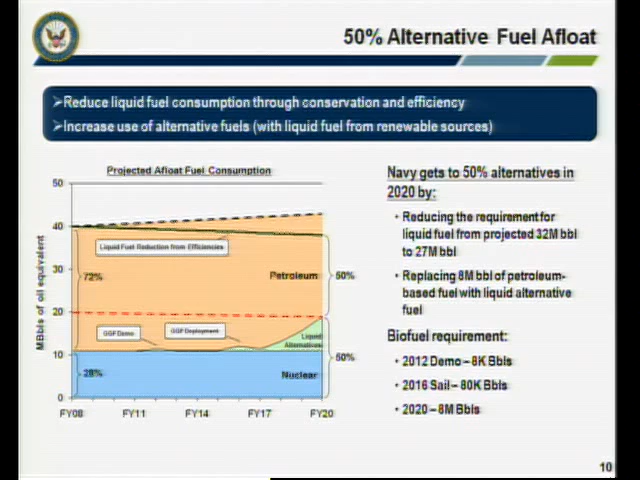 50% Alternative Fuel Afloat
➢Reduce liquid fuel consumption through conservation and efficiency
➢Increase use of alternative fuels (with liquid fuel from renewable sources)
Projected Afloat Fuel Consumption
MBbls of oil equivalent
50
40
30
20
10
0
Liquid Fuel Reduction from Efficiencies
72%
Petroleum
50%
GGF Demo
GGF Deployment
Liquid
Alternatives
50%
28%
Nuclear
FY08
FY11
FY14
FY17
FY20
Navy gets to 50% alternatives in
2020 by:
• Reducing the requirement for
liquid fuel from projected 32M bbl
to 27M bbl
• Replacing 8M bbl of petroleum-
based fuel with liquid alternative
fuel
Biofuel requirement:
• 2012 Demo – 8K Bbls
• 2016 Sail – 80K Bbls
• 2020 – 8M Bbls
10